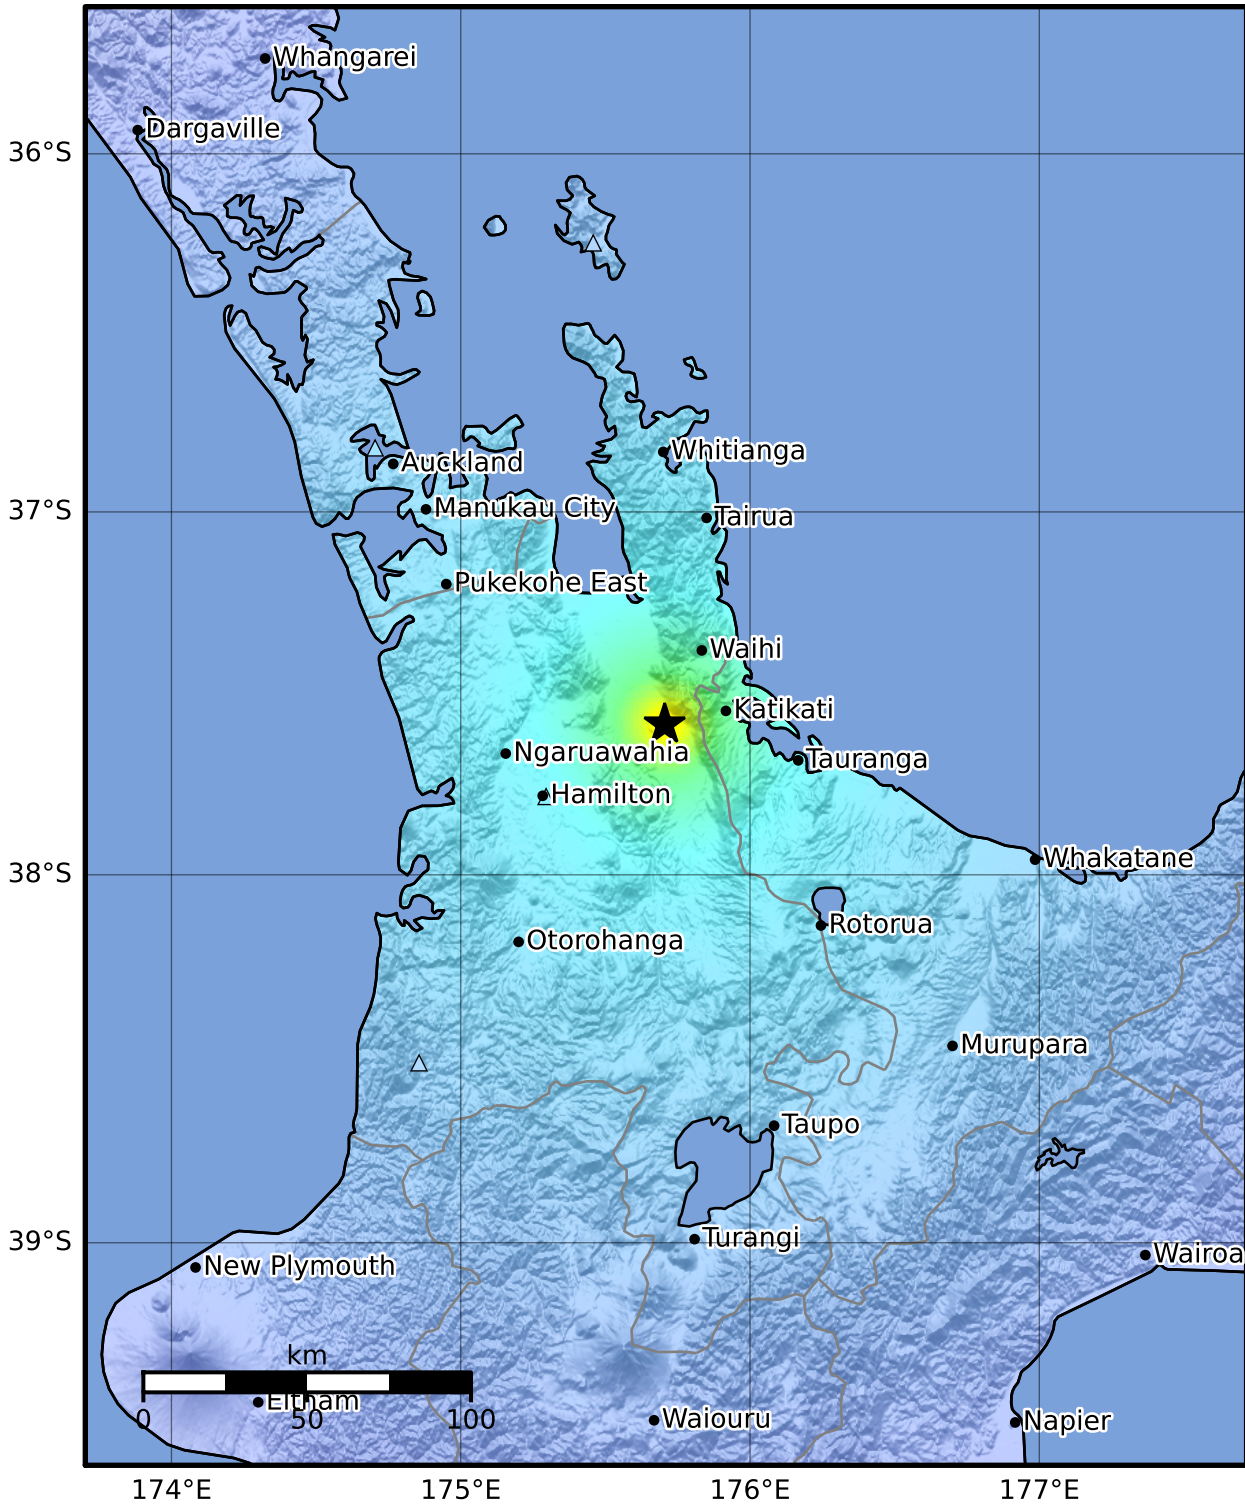 Whangarei
Dargaville
36°S
Whitianga
Auckland
Manukau City
37°S
Tairua
Pukekohe East
Waihi
Katikati
Ngaruawahia
Tauranga
Hamilton
Whakatane
38°S
Rotorua
Otorohanga
Murupara
Taupo
Turangi
39°S
Wairoa
New Plymouth
km
Eltham
0 50 100
Waiouru
Napier
174°E 175°E 176°E 177°E